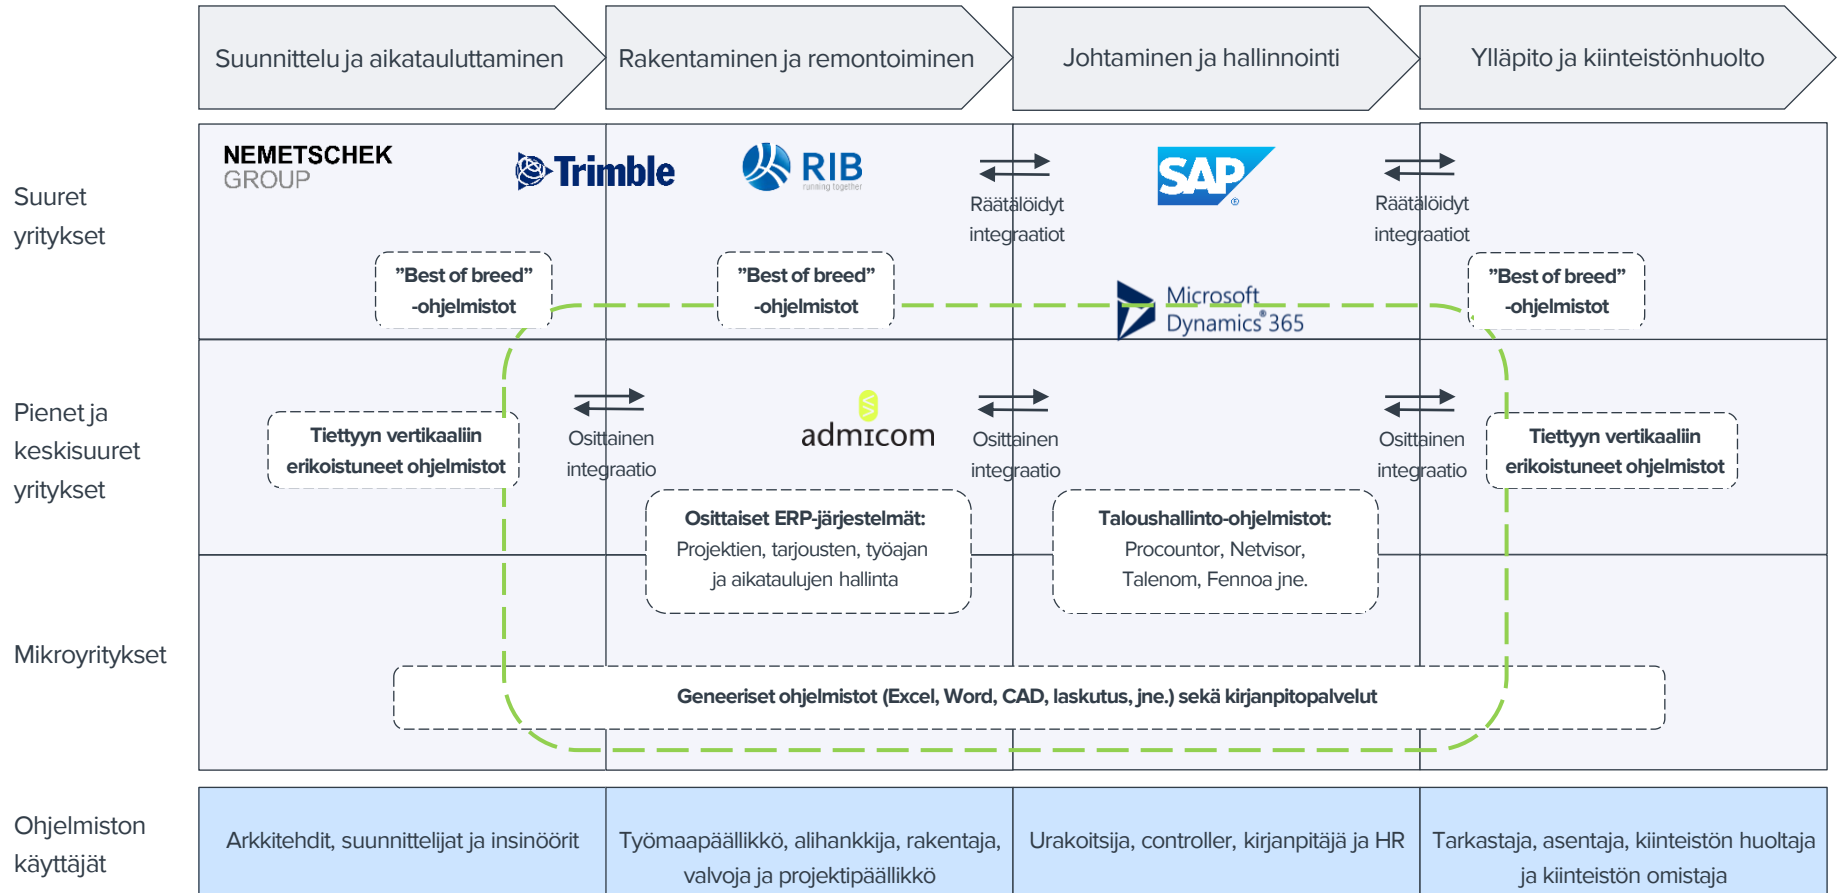 Suunnittelu ja aikatauluttaminen
Rakentaminen ja remontoiminen
Johtaminen ja hallinnointi
Ylläpito ja kiinteistönhuolto
Suuret
yritykset
NEMETSCHEK
GROUP
Trimble
RIB
running together
Räätälöidyt
integraatiot
SAP
®
Räätälöidyt
integraatiot
”Best of breed”
-ohjelmistot
”Best of breed”
-ohjelmistot
Microsoft
Dynamics® 365
”Best of breed”
-ohjelmistot
Pienet ja
keskisuuret
yritykset
Tiettyyn vertikaaliin
erikoistuneet ohjelmistot
Osittainen
integraatio
admicom
Osittainen
integraatio
Osittainen
integraatio
Tiettyyn vertikaaliin
erikoistuneet ohjelmistot
Osittaiset ERP-järjestelmät:
Projektien, tarjousten, työajan
ja aikataulujen hallinta
Taloushallinto-ohjelmistot:
Procountor, Netvisor,
Talenom, Fennoa jne.
Mikroyritykset
Geneeriset ohjelmistot (Excel, Word, CAD, laskutus, jne.) sekä kirjanpitopalvelut
Ohjelmiston
käyttäjät
Arkkitehdit, suunnittelijat ja insinöörit
Työmaapäällikkö, alihankkija, rakentaja,
valvoja ja projektipäällikkö
Urakoitsija, controller, kirjanpitäjä ja HR
Tarkastaja, asentaja, kiinteistön huoltaja
ja kiinteistön omistaja